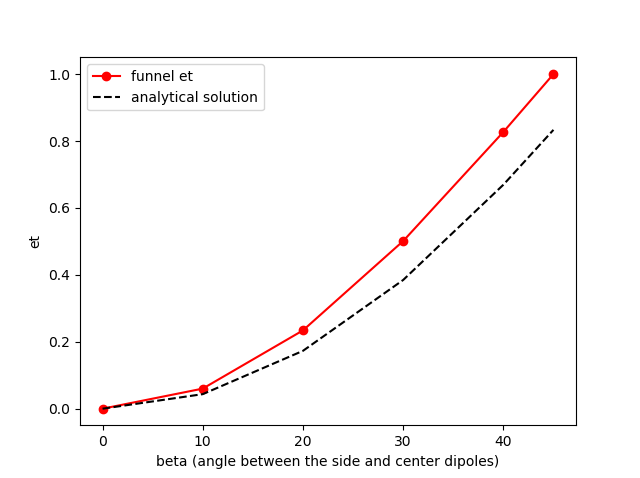 funnel et
analytical solution
1.0
0.8
0.6
0.4
0.2
0.0
et
0 10 20 30 40
beta (angle between the side and center dipoles)